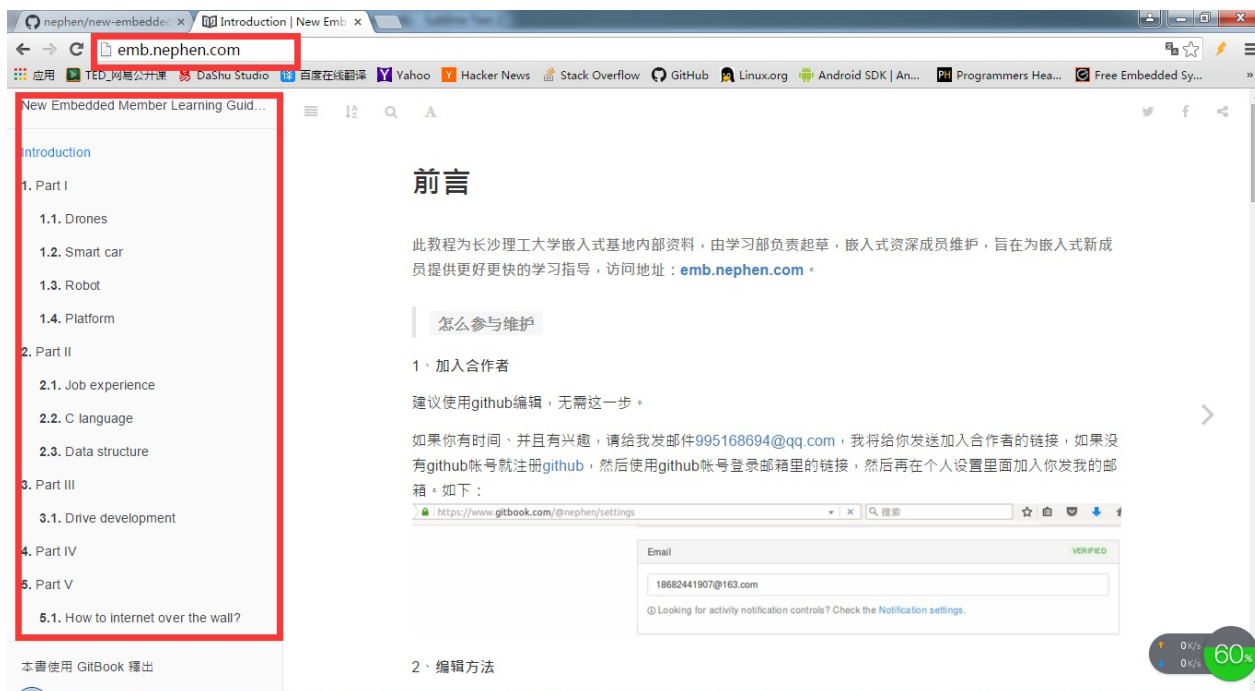 nephen/new-embedded
Introduction | New Emb
emb.nephen.com
应用 TED_网易公开课 DaShu Studio 百度在线翻译 Yahoo Hacker News Stack Overflow GitHub Linux.org Android SDK | An... Programmers Hea... Free Embedded Sy... »
New Embedded Member Learning Guid...
Introduction
1. Part I
1.1. Drones
1.2. Smart car
1.3. Robot
1.4. Platform
2. Part II
2.1. Job experience
2.2. C language
2.3. Data structure
3. Part III
3.1. Drive development
4. Part IV
5. Part V
5.1. How to internet over the wall?
本書使用 GitBook 釋出
前言
此教程为长沙理工大学嵌入式基地内部资料，由学习部负责起草，嵌入式资深成员维护，旨在为嵌入式新成
员提供更好更快的学习指导，访问地址：emb.nephen.com。
怎么参与维护
1、加入合作者
建议使用github编辑，无需这一步。
如果你有时间、并且有兴趣，请给我发邮件995168694@qq.com，我将给你发送加入合作者的链接，如果没
有github帐号就注册github，然后使用github帐号登录邮箱里的链接，然后再在个人设置里面加入你发我的邮
箱。如下：
https://www.gitbook.com/@nephen/settings
搜索
Email VERIFIED
18682441907@163.com
Looking for activity notification controls? Check the Notification settings.
2、编辑方法
0K/s
0K/s
60%